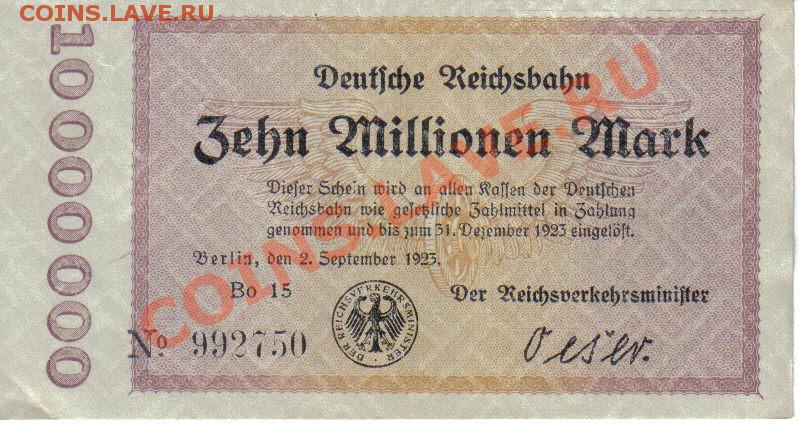 COINS.LAVE.RU
10000000
Deutsche Reichsbahn
Zehn Millionen Mark
Dieser Schein wird an allen Kassen der Deutschen
Reichsbahn wie gesetzliche Zahlmittel in Zahlung
genommen und bis zum 31. Dezember 1923 eingelöst.
Berlin, den 2. September 1923.
Bo 15
Der Reichsverkehrsminister
No. 992750
DER REICHSVERKEHRSMINISTER
Oeser.
COINS.LAVE.RU